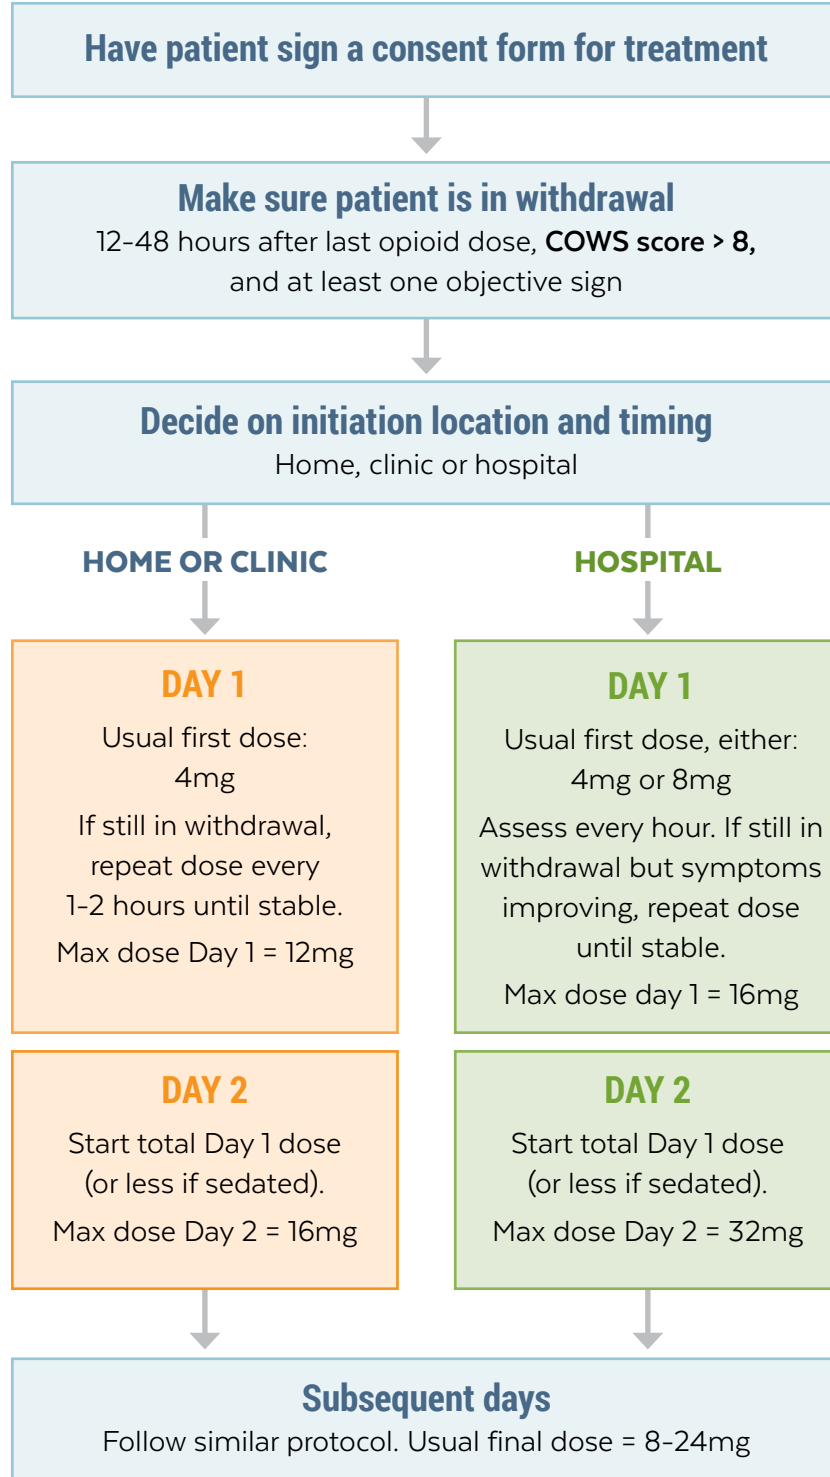 Have patient sign a consent form for treatment
Make sure patient is in withdrawal
12-48 hours after last opioid dose, COWS score > 8,
and at least one objective sign
Decide on initiation location and timing
Home, clinic or hospital
HOME OR CLINIC
DAY 1
Usual first dose:
4mg
If still in withdrawal,
repeat dose every
1-2 hours until stable.
Max dose Day 1 = 12mg
DAY 2
Start total Day 1 dose
(or less if sedated).
Max dose Day 2 = 16mg
HOSPITAL
DAY 1
Usual first dose, either:
4mg or 8mg
Assess every hour. If still in
withdrawal but symptoms
improving, repeat dose
until stable.
Max dose day 1 = 16mg
DAY 2
Start total Day 1 dose
(or less if sedated).
Max dose Day 2 = 32mg
Subsequent days
Follow similar protocol. Usual final dose = 8-24mg